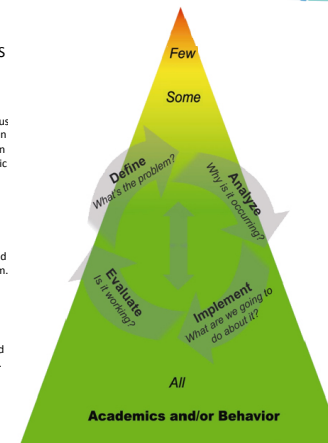 Few
Some
Define
What's the problem?
Analyze
Why is it occurring?
Implement
What are we going to
do about it?
Evaluate
Is it working?
All
Academics and/or Behavior